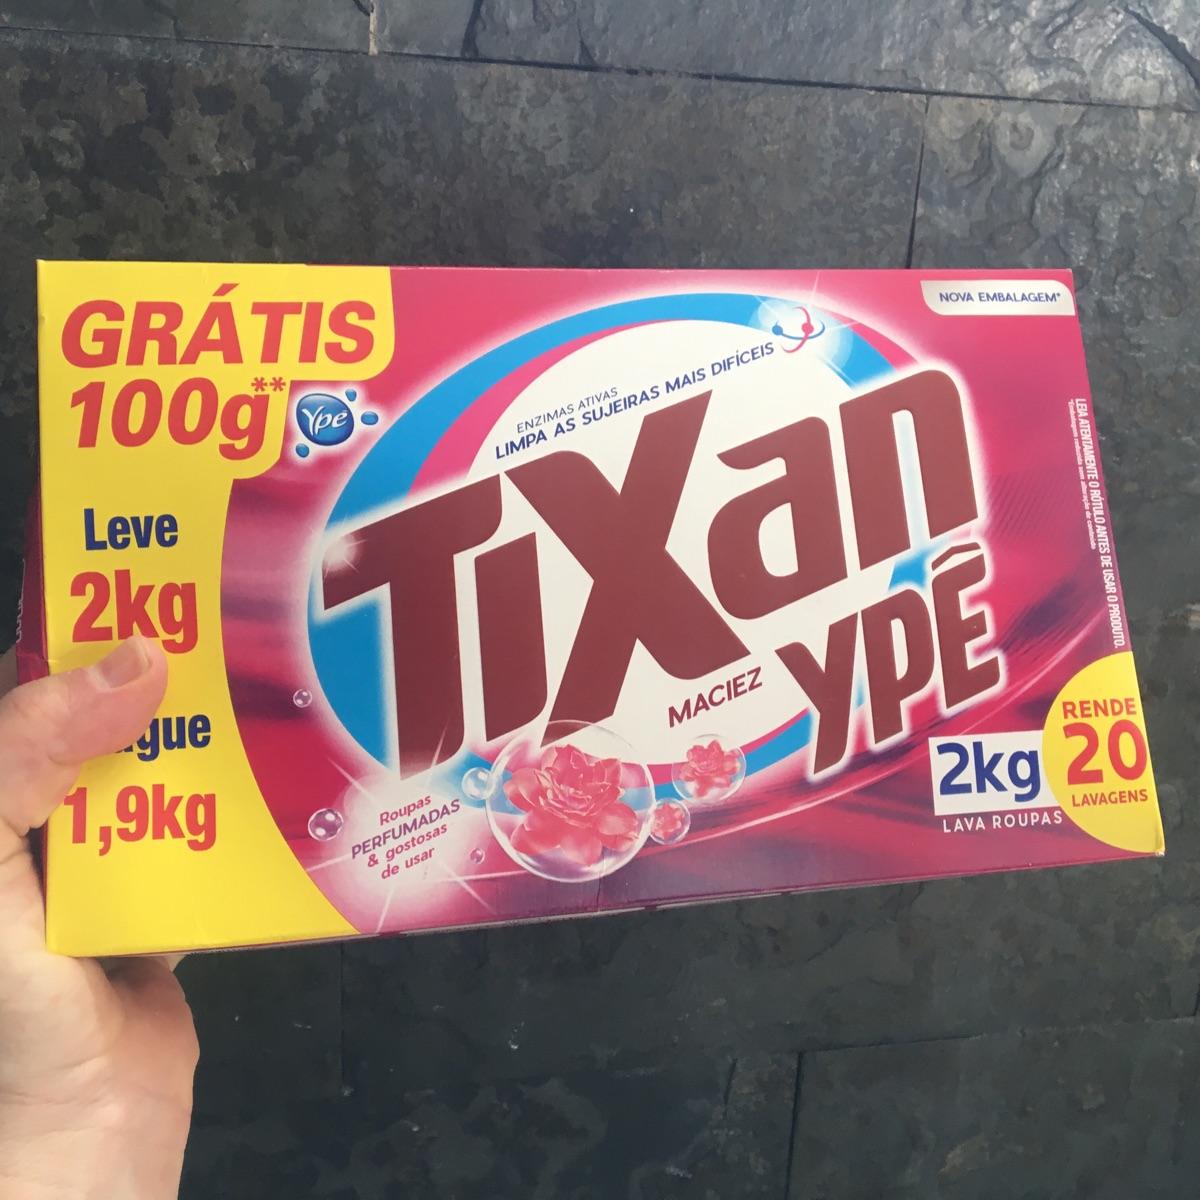 GRÁTIS
100g**
Ypê
Leve
2kg
gue
1,9kg
NOVA EMBALAGEM*
ENZIMAS ATIVAS
LIMPA AS SUJEIRAS MAIS DIFÍCEIS
TiXan
YPÊ
MACIEZ
Roupas
PERFUMADAS
& gostosas
de usar
2kg
LAVA ROUPAS
RENDE
20
LAVAGENS
LEIA ATENTAMENTE O RÓTULO ANTES DE USAR O PRODUTO.